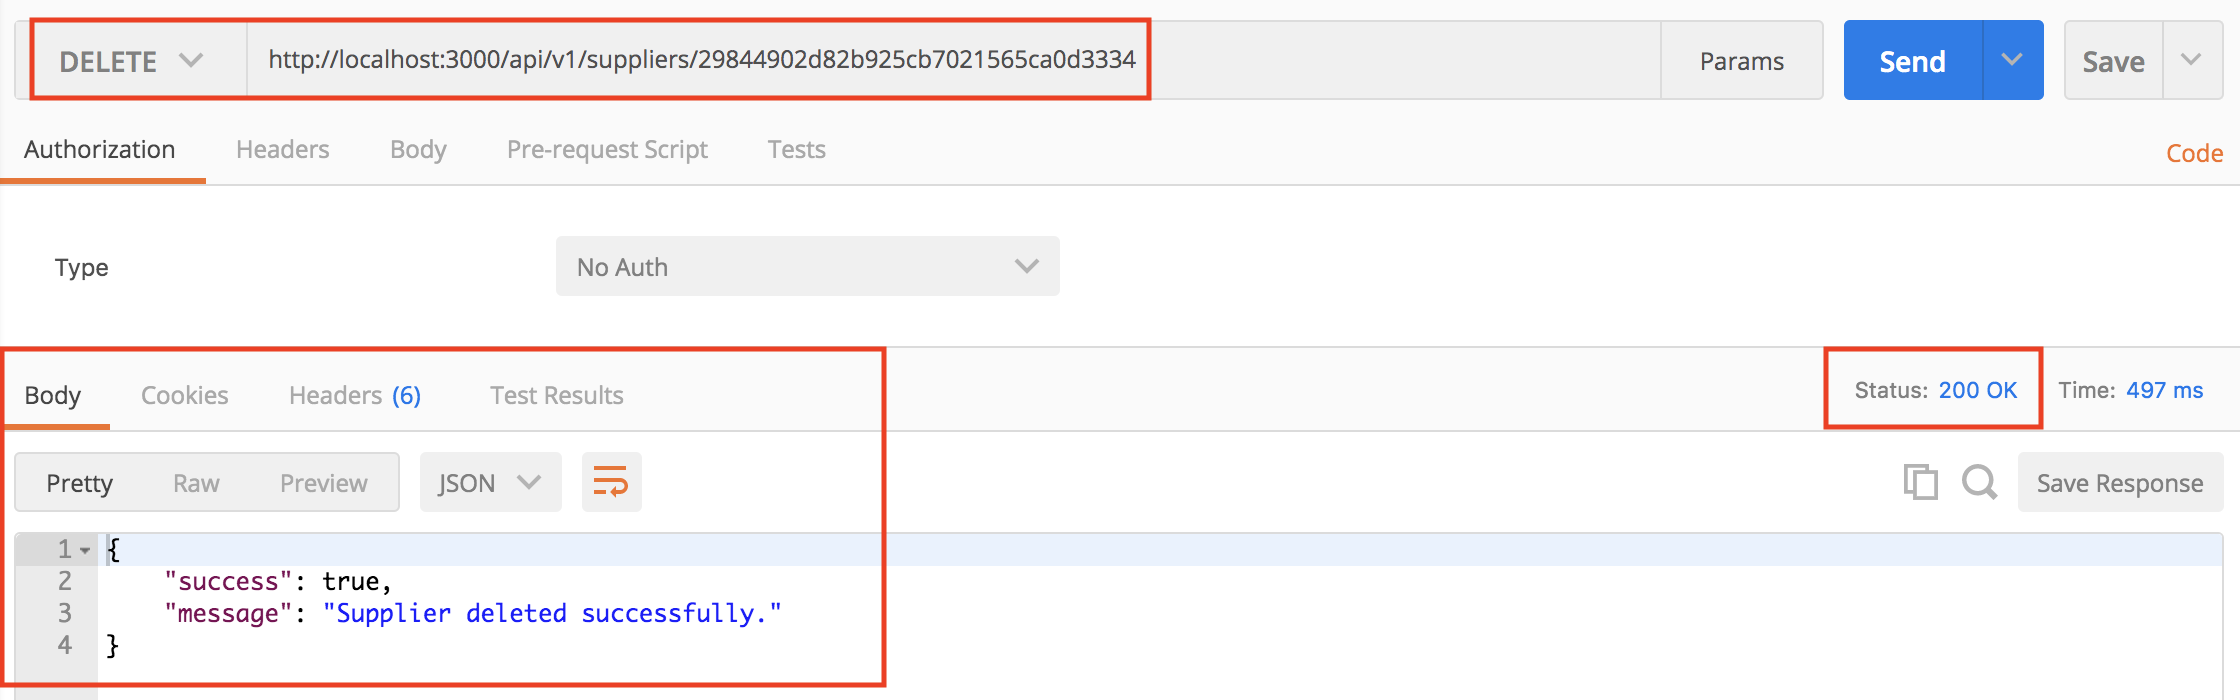 DELETE http://localhost:3000/api/v1/suppliers/29844902d82b925cb7021565ca0d3334 Params Send Save
Authorization Headers Body Pre-request Script Tests Code
Type No Auth
Body Cookies Headers (6) Test Results Status: 200 OK Time: 497 ms
Pretty Raw Preview JSON Save Response
1 {
2 "success": true,
3 "message": "Supplier deleted successfully."
4 }